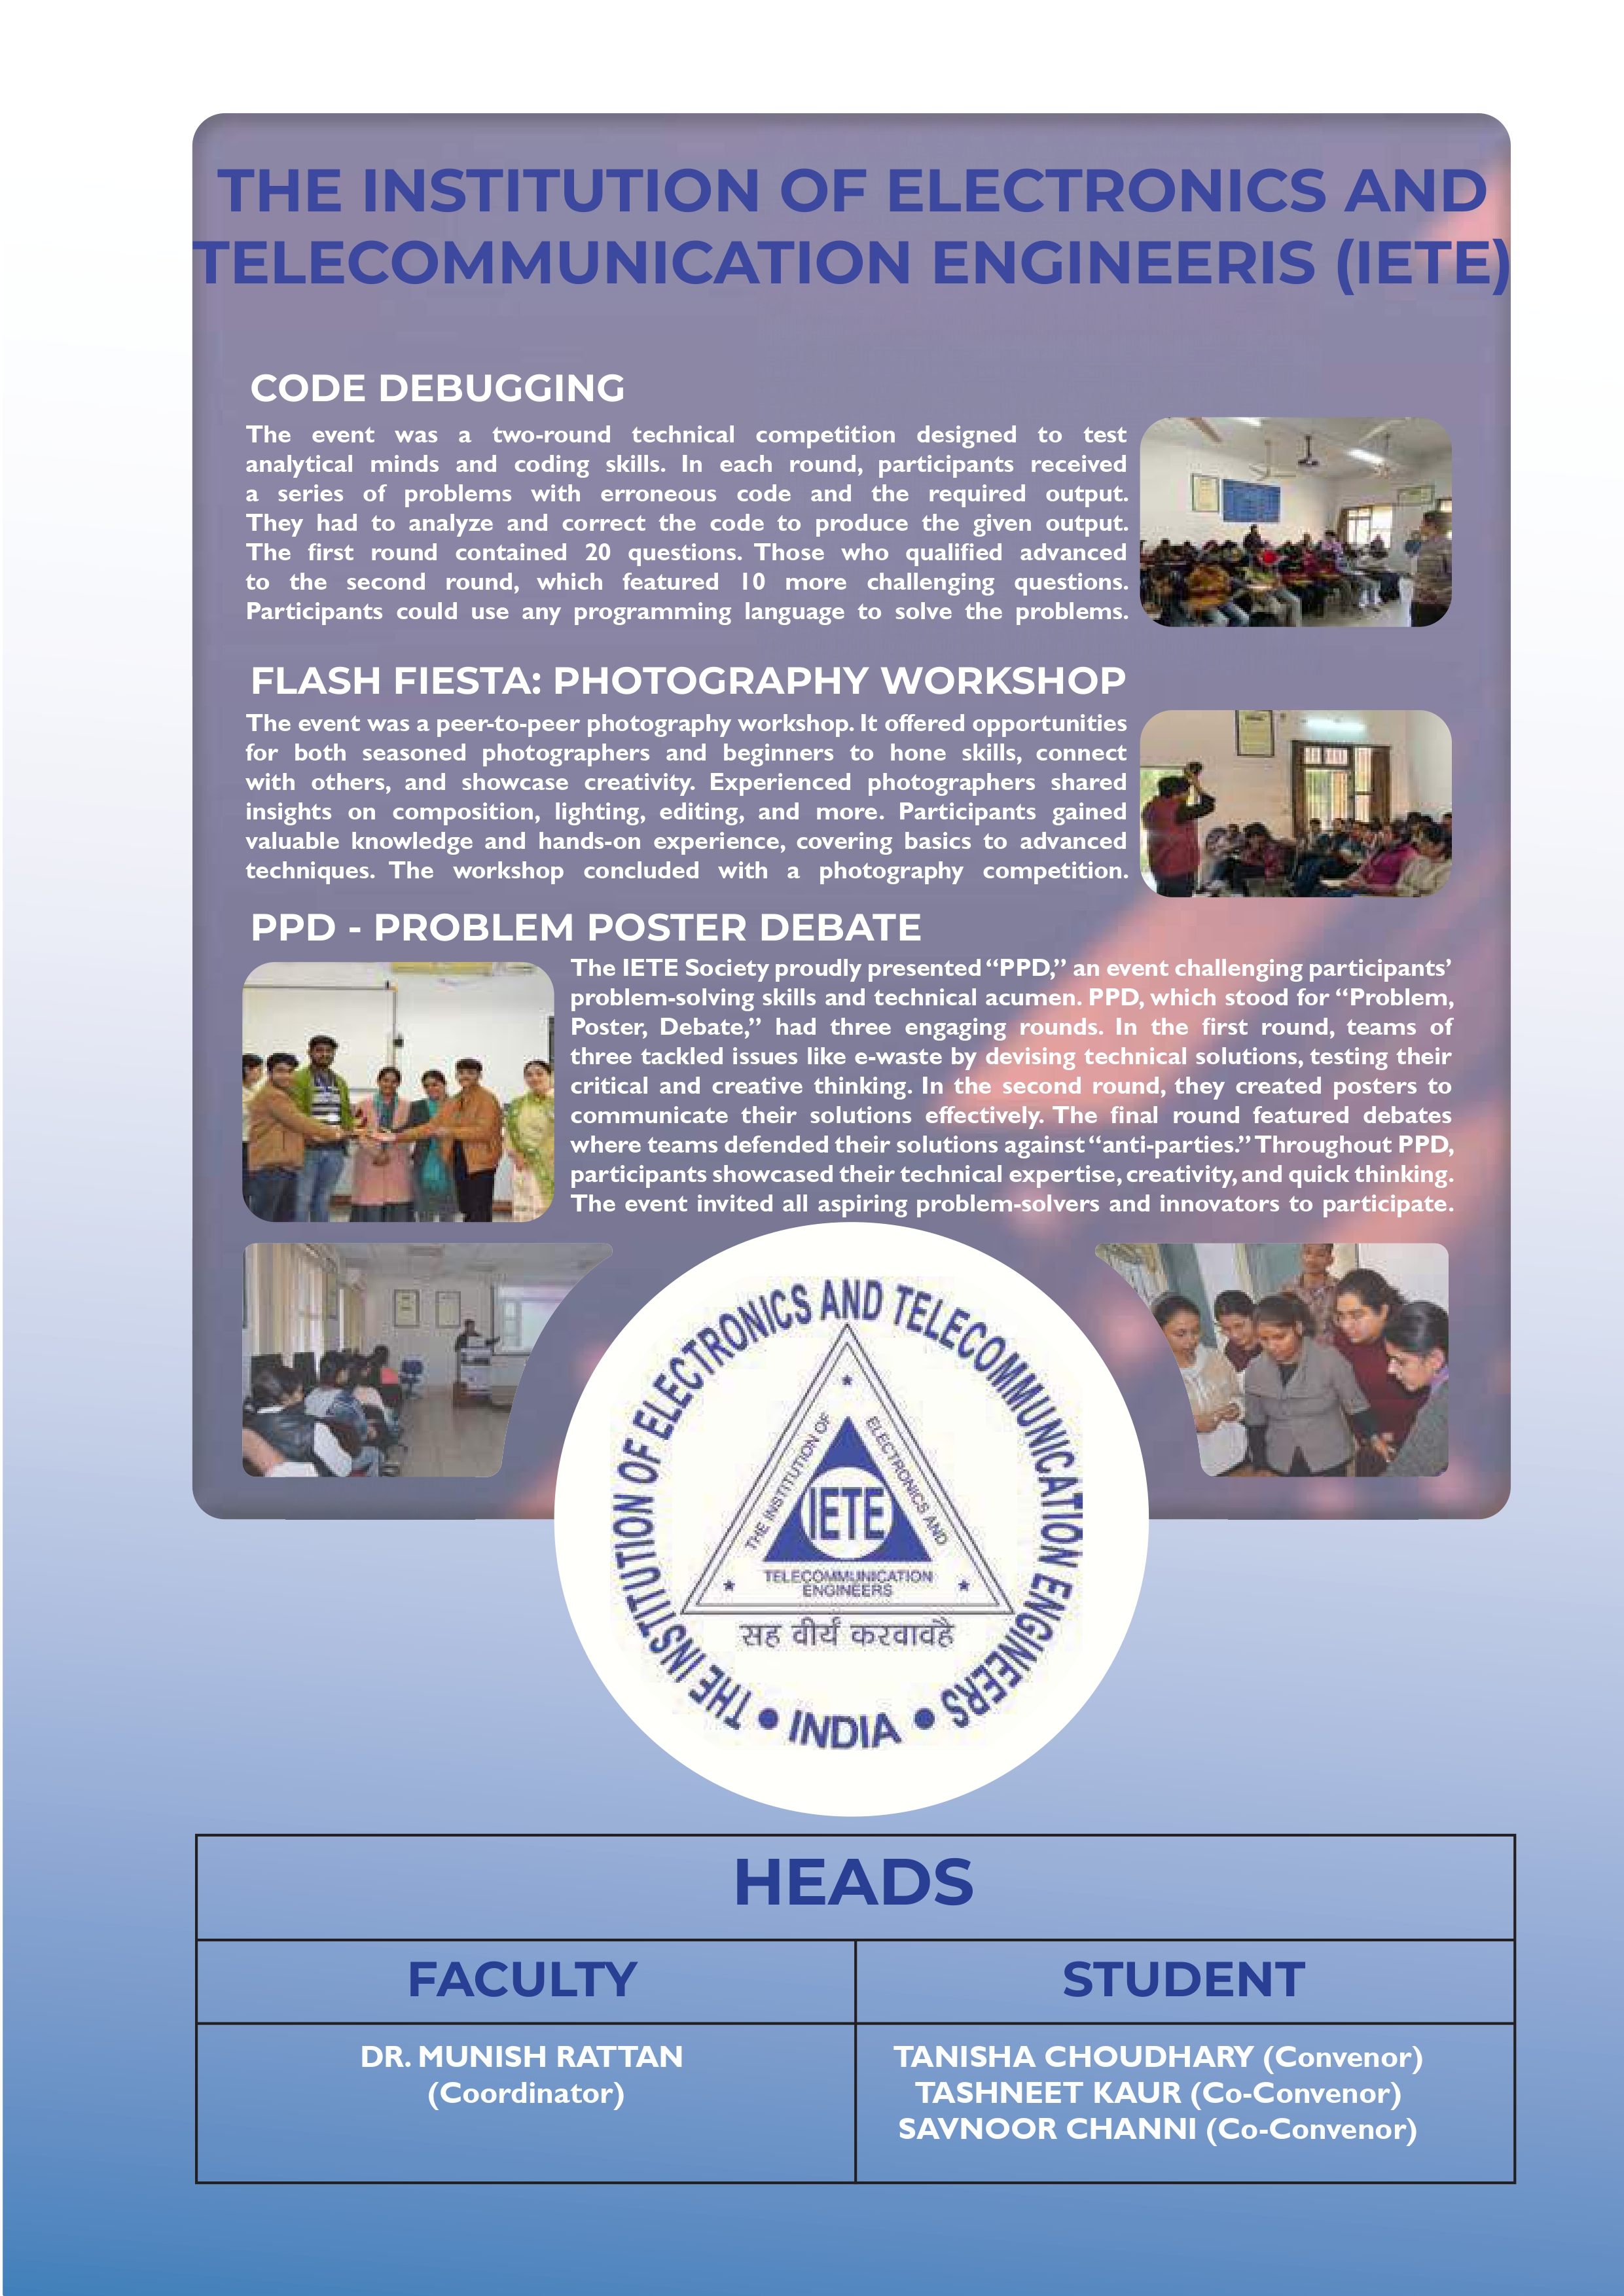 THE INSTITUTION OF ELECTRONICS AND
TELECOMMUNICATION ENGINEERIS (IETE)
CODE DEBUGGING
The event was a two-round technical competition designed to test
analytical minds and coding skills. In each round, participants received
a series of problems with erroneous code and the required output.
They had to analyze and correct the code to produce the given output.
The first round contained 20 questions. Those who qualified advanced
to the second round, which featured 10 more challenging questions.
Participants could use any programming language to solve the problems.
FLASH FIESTA: PHOTOGRAPHY WORKSHOP
The event was a peer-to-peer photography workshop. It offered opportunities
for both seasoned photographers and beginners to hone skills, connect
with others, and showcase creativity. Experienced photographers shared
insights on composition, lighting, editing, and more. Participants gained
valuable knowledge and hands-on experience, covering basics to advanced
techniques. The workshop concluded with a photography competition.
PPD - PROBLEM POSTER DEBATE
The IETE Society proudly presented “PPD,” an event challenging participants’
problem-solving skills and technical acumen. PPD, which stood for “Problem,
Poster, Debate,” had three engaging rounds. In the first round, teams of
three tackled issues like e-waste by devising technical solutions, testing their
critical and creative thinking. In the second round, they created posters to
communicate their solutions effectively. The final round featured debates
where teams defended their solutions against “anti-parties.” Throughout PPD,
participants showcased their technical expertise, creativity, and quick thinking.
The event invited all aspiring problem-solvers and innovators to participate.
THE INSTITUTION OF ELECTRONICS AND TELECOMMUNICATION ENGINEERS • INDIA •
THE INSTITUTION OF
ELECTRONICS AND
IETE
TELECOMMUNICATION
ENGINEERS
सह वीर्यं करवावहै
HEADS
FACULTY
STUDENT
DR. MUNISH RATTAN
(Coordinator)
TANISHA CHOUDHARY (Convenor)
TASHNEET KAUR (Co-Convenor)
SAVNOOR CHANNI (Co-Convenor)